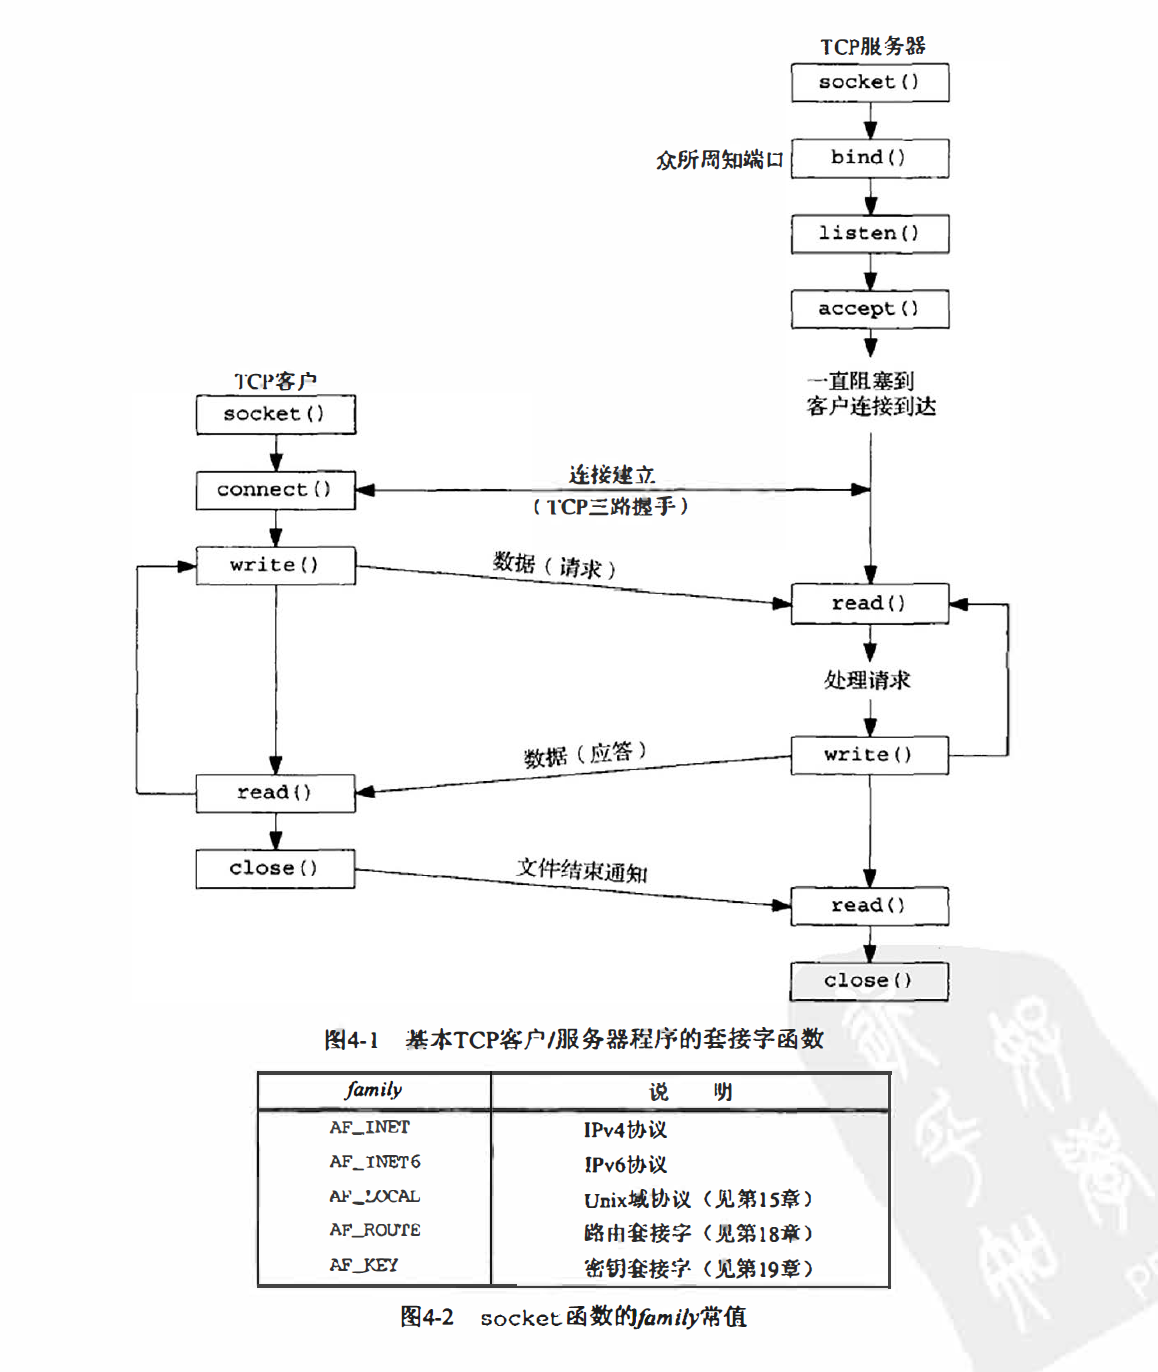 TCP服务器
socket()
众所周知端口
bind()
listen()
accept()
一直阻塞到
客户连接到达
TCP客户
socket()
connect()
连接建立
（TCP三路握手）
write()
数据（请求）
read()
处理请求
数据（应答）
write()
read()
close()
文件结束通知
read()
close()
图4-1 基本TCP客户/服务器程序的套接字函数
family 说 明
AF_INET IPv4协议
AF_INET6 IPv6协议
AF_LOCAL Unix域协议（见第15章）
AF_ROUTE 路由套接字（见第18章）
AF_KEY 密钥套接字（见第19章）
图4-2 socket函数的family常值